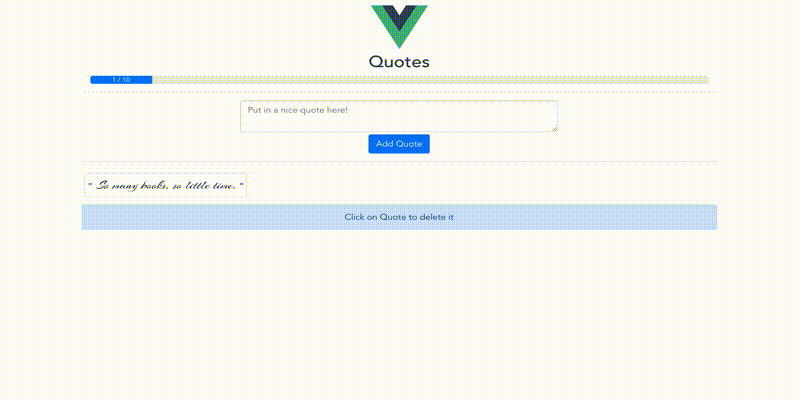 Quotes
1 / 10
Put in a nice quote here!
Add Quote
" So many books, so little time. "
Click on Quote to delete it